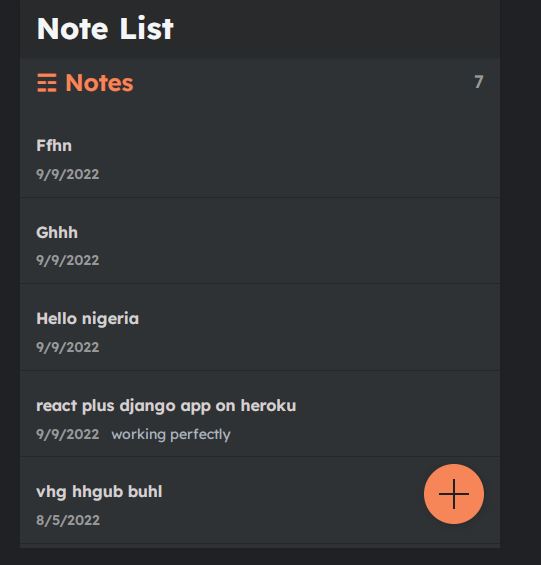 Note List
Notes 7
Ffhn
9/9/2022
Ghhh
9/9/2022
Hello nigeria
9/9/2022
react plus django app on heroku
9/9/2022 working perfectly
vhg hhgub buhl
8/5/2022